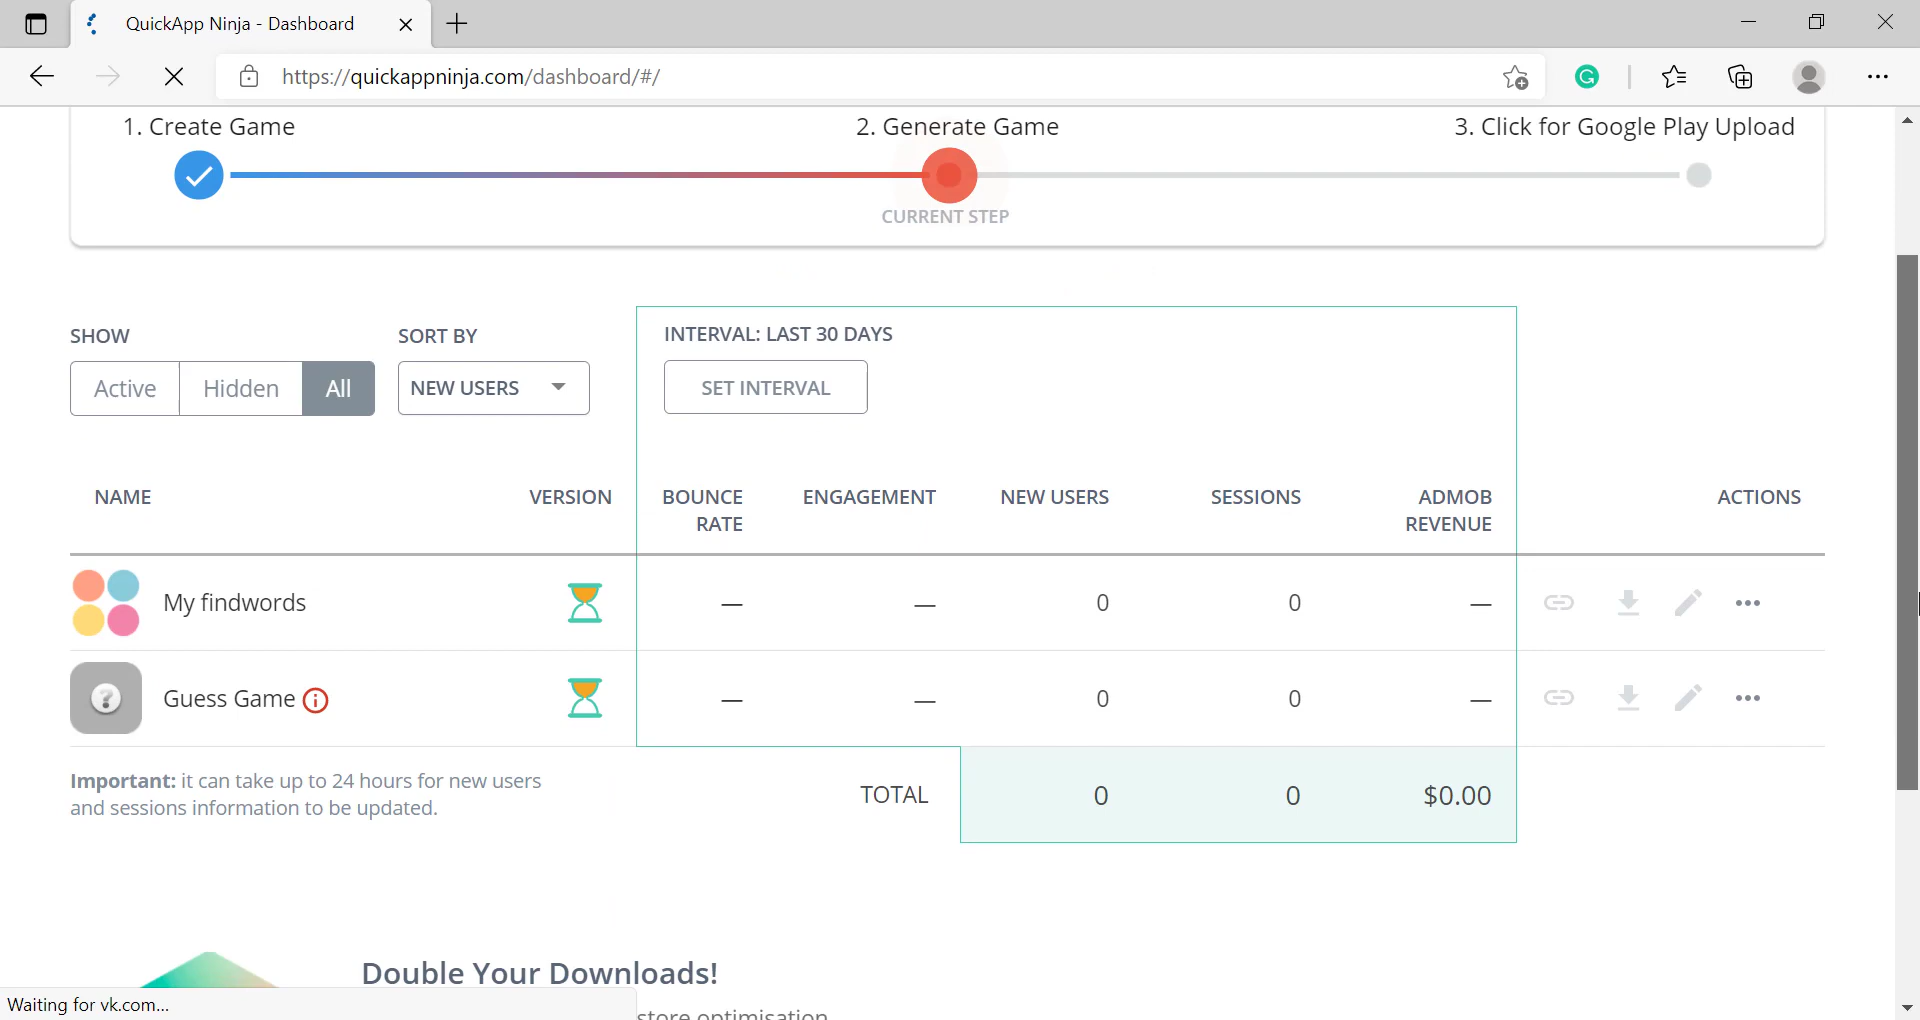 QuickApp Ninja - Dashboard
https://quickappninja.com/dashboard/#/
1. Create Game
2. Generate Game
3. Click for Google Play Upload
CURRENT STEP
SHOW
SORT BY
INTERVAL: LAST 30 DAYS
Active
Hidden
All
NEW USERS
SET INTERVAL
NAME
VERSION
BOUNCE RATE
ENGAGEMENT
NEW USERS
SESSIONS
ADMOB REVENUE
ACTIONS
My findwords
—
—
0
0
—
Guess Game
—
—
0
0
—
Important: it can take up to 24 hours for new users
and sessions information to be updated.
TOTAL
0
0
$0.00
Double Your Downloads!
store optimisation
Waiting for vk.com...